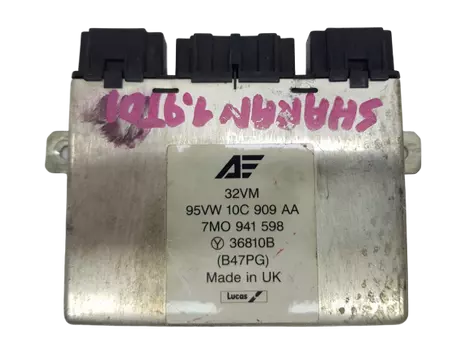 SHARAN 1.9TDI
AE
32VM
95VW 10C 909 AA
7MO 941 598
Y 36810B
(B47PG)
Made in UK
Lucas